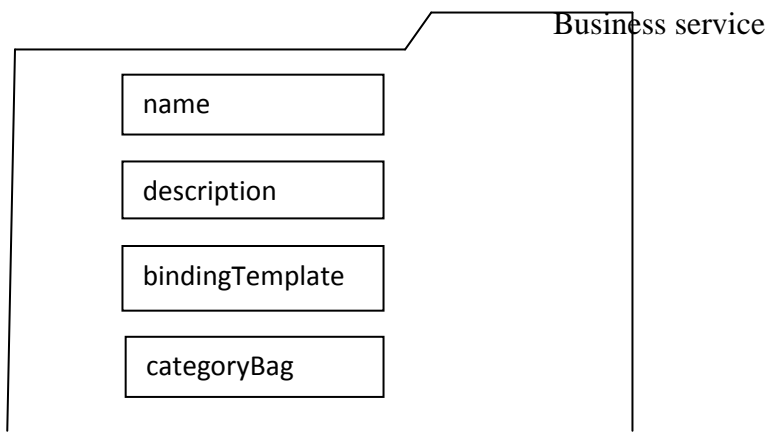 Business service
name
description
bindingTemplate
categoryBag